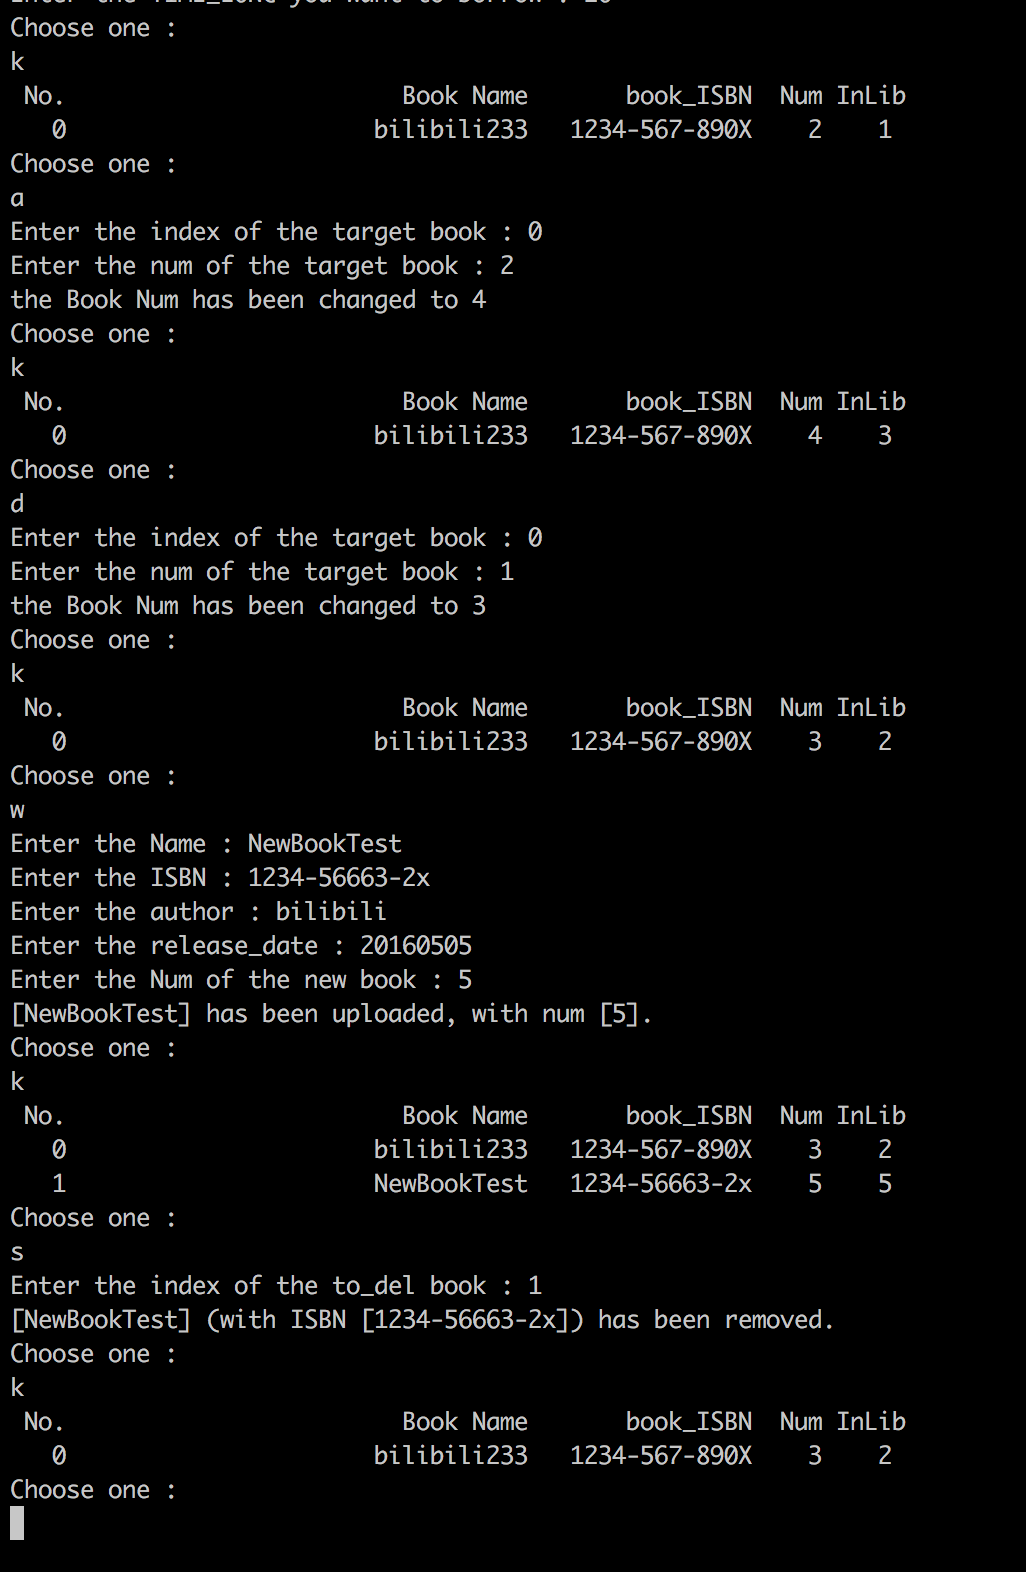 Choose one :
k
No. Book Name book_ISBN Num InLib
0 bilibili233 1234-567-890X 2 1
Choose one :
a
Enter the index of the target book : 0
Enter the num of the target book : 2
the Book Num has been changed to 4
Choose one :
k
No. Book Name book_ISBN Num InLib
0 bilibili233 1234-567-890X 4 3
Choose one :
d
Enter the index of the target book : 0
Enter the num of the target book : 1
the Book Num has been changed to 3
Choose one :
k
No. Book Name book_ISBN Num InLib
0 bilibili233 1234-567-890X 3 2
Choose one :
w
Enter the Name : NewBookTest
Enter the ISBN : 1234-56663-2x
Enter the author : bilibili
Enter the release_date : 20160505
Enter the Num of the new book : 5
[NewBookTest] has been uploaded, with num [5].
Choose one :
k
No. Book Name book_ISBN Num InLib
0 bilibili233 1234-567-890X 3 2
1 NewBookTest 1234-56663-2x 5 5
Choose one :
s
Enter the index of the to_del book : 1
[NewBookTest] (with ISBN [1234-56663-2x]) has been removed.
Choose one :
k
No. Book Name book_ISBN Num InLib
0 bilibili233 1234-567-890X 3 2
Choose one :